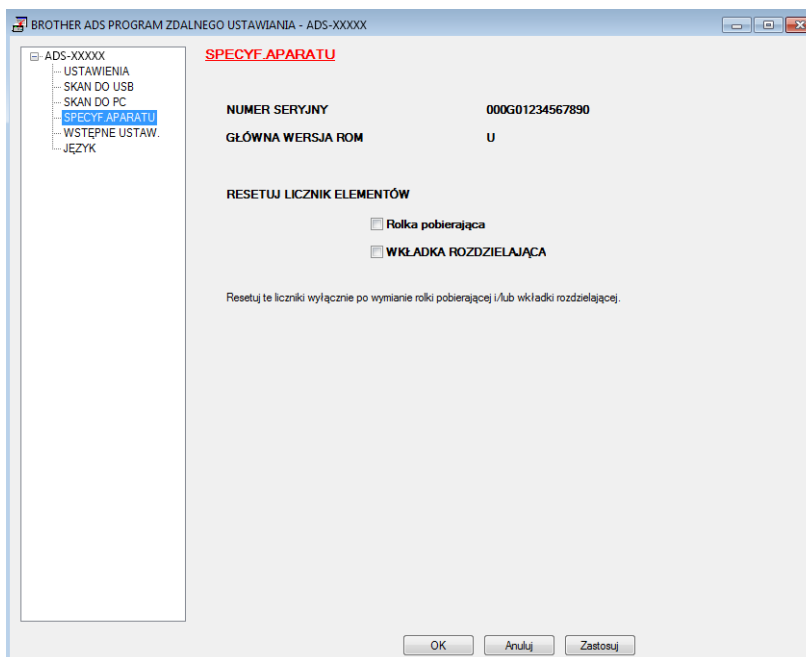 BROTHER ADS PROGRAM ZDALNEGO USTAWIANIA - ADS-XXXXX
ADS-XXXXX
USTAWIENIA
SKAN DO USB
SKAN DO PC
SPECYF.APARATU
WSTĘPNE USTAW.
JĘZYK
SPECYF.APARATU
NUMER SERYJNY 000G01234567890
GŁÓWNA WERSJA ROM U
RESETUJ LICZNIK ELEMENTÓW
Rolka pobierająca
WKŁADKA ROZDZIELAJĄCA
Resetuj te liczniki wyłącznie po wymianie rolki pobierającej i/lub wkładki rozdzielającej.
OK Anuluj Zastosuj